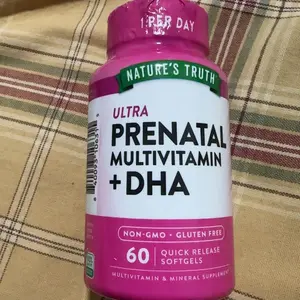 1 PER DAY
NATURE'S TRUTH
ULTRA
PRENATAL
MULTIVITAMIN
+ DHA
NON-GMO • GLUTEN FREE
60 QUICK RELEASE
SOFTGELS
MULTIVITAMIN & MINERAL SUPPLEMENT